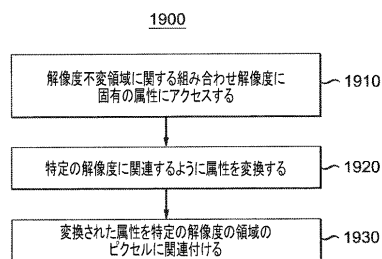 1900
解像度不変領域に関する組み合わせ解像度に
固有の属性にアクセスする
1910
特定の解像度に関連するように属性を変換する
1920
変換された属性を特定の解像度の領域の
ピクセルに関連付ける
1930